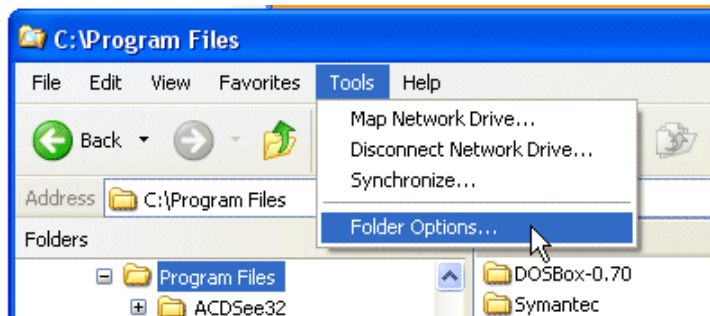 C:\Program Files
File Edit View Favorites Tools Help
Map Network Drive...
Back
Disconnect Network Drive...
Synchronize...
Address C:\Program Files
Folder Options...
Folders
Program Files
DOSBox-0.70
ACDSee32
Symantec